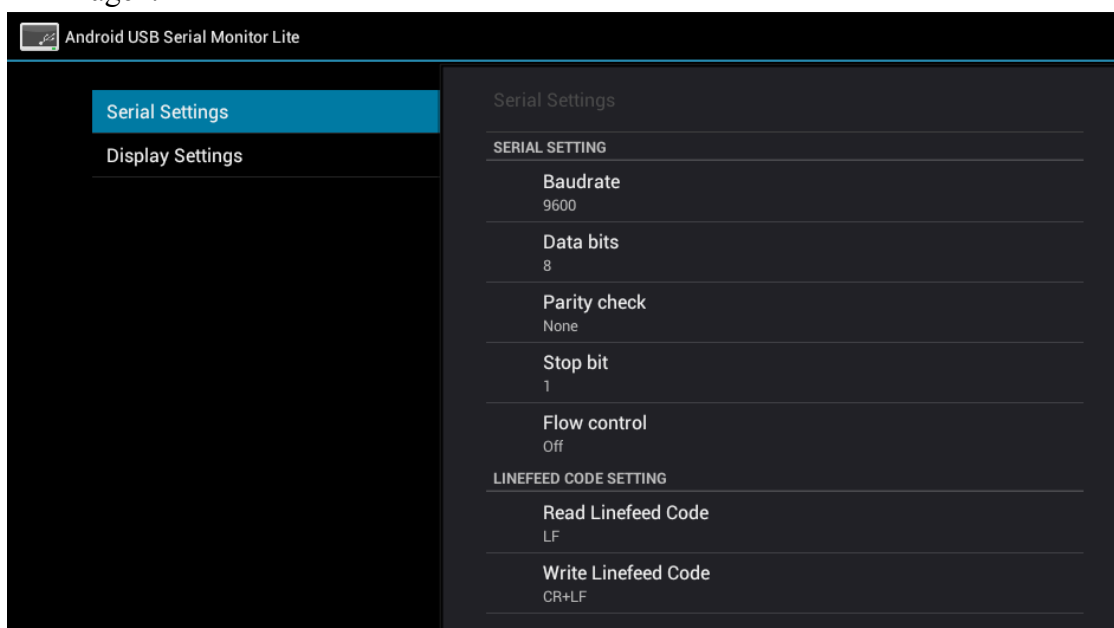 Android USB Serial Monitor Lite
Serial Settings
Display Settings
Serial Settings
SERIAL SETTING
Baudrate
9600
Data bits
8
Parity check
None
Stop bit
1
Flow control
Off
LINEFEED CODE SETTING
Read Linefeed Code
LF
Write Linefeed Code
CR+LF